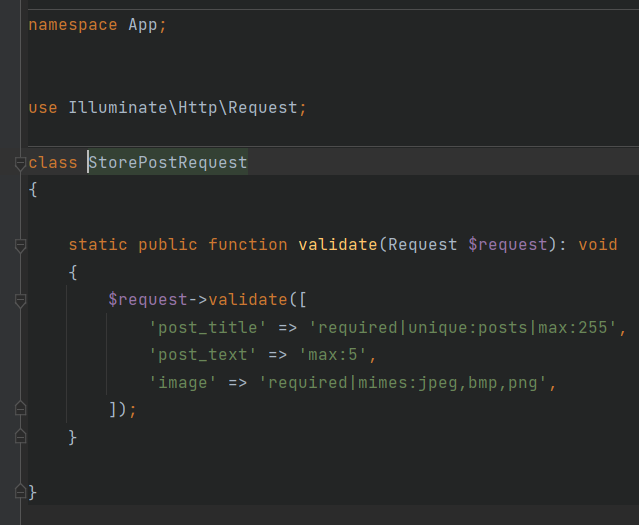 namespace App;
use Illuminate\Http\Request;
class StorePostRequest
{
static public function validate(Request $request): void
{
$request->validate([
'post_title' => 'required|unique:posts|max:255',
'post_text' => 'max:5',
'image' => 'required|mimes:jpeg,bmp,png',
]);
}
}